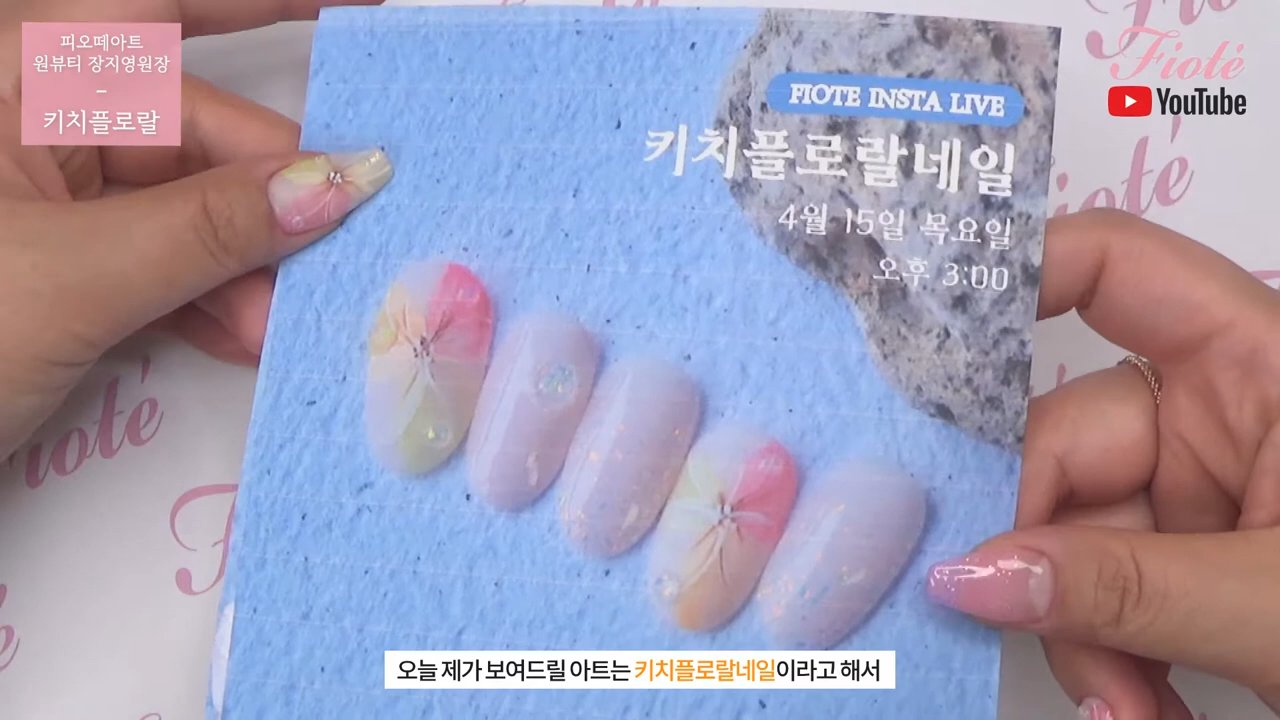 피오떼아트
원뷰티 장지영원장
-
키치플로랄
Fiotė
YouTube
FIOTE INSTA LIVE
키치플로랄네일
4월 15일 목요일
오후 3:00
Fiotė
Fiotė
오늘 제가 보여드릴 아트는 키치플로랄네일이라고 해서